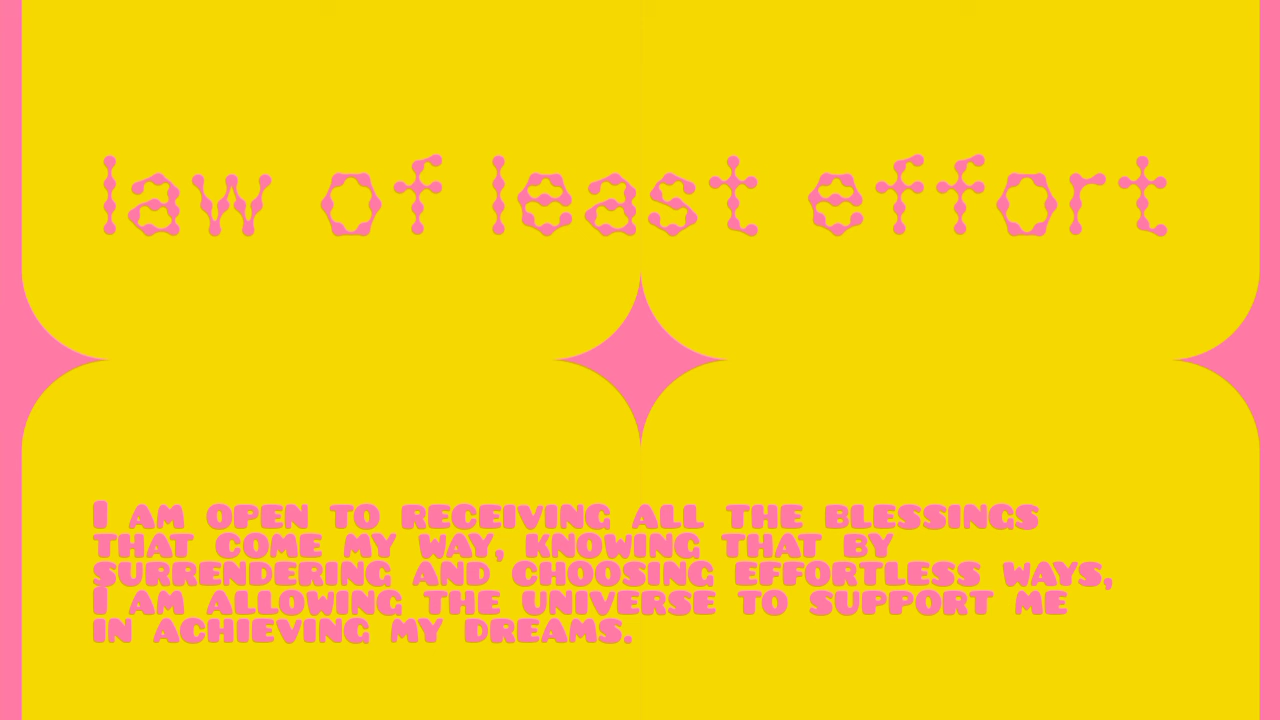 law of least effort
I AM OPEN TO RECEIVING ALL THE BLESSINGS
THAT COME MY WAY, KNOWING THAT BY
SURRENDERING AND CHOOSING EFFORTLESS WAYS,
I AM ALLOWING THE UNIVERSE TO SUPPORT ME
IN ACHIEVING MY DREAMS.